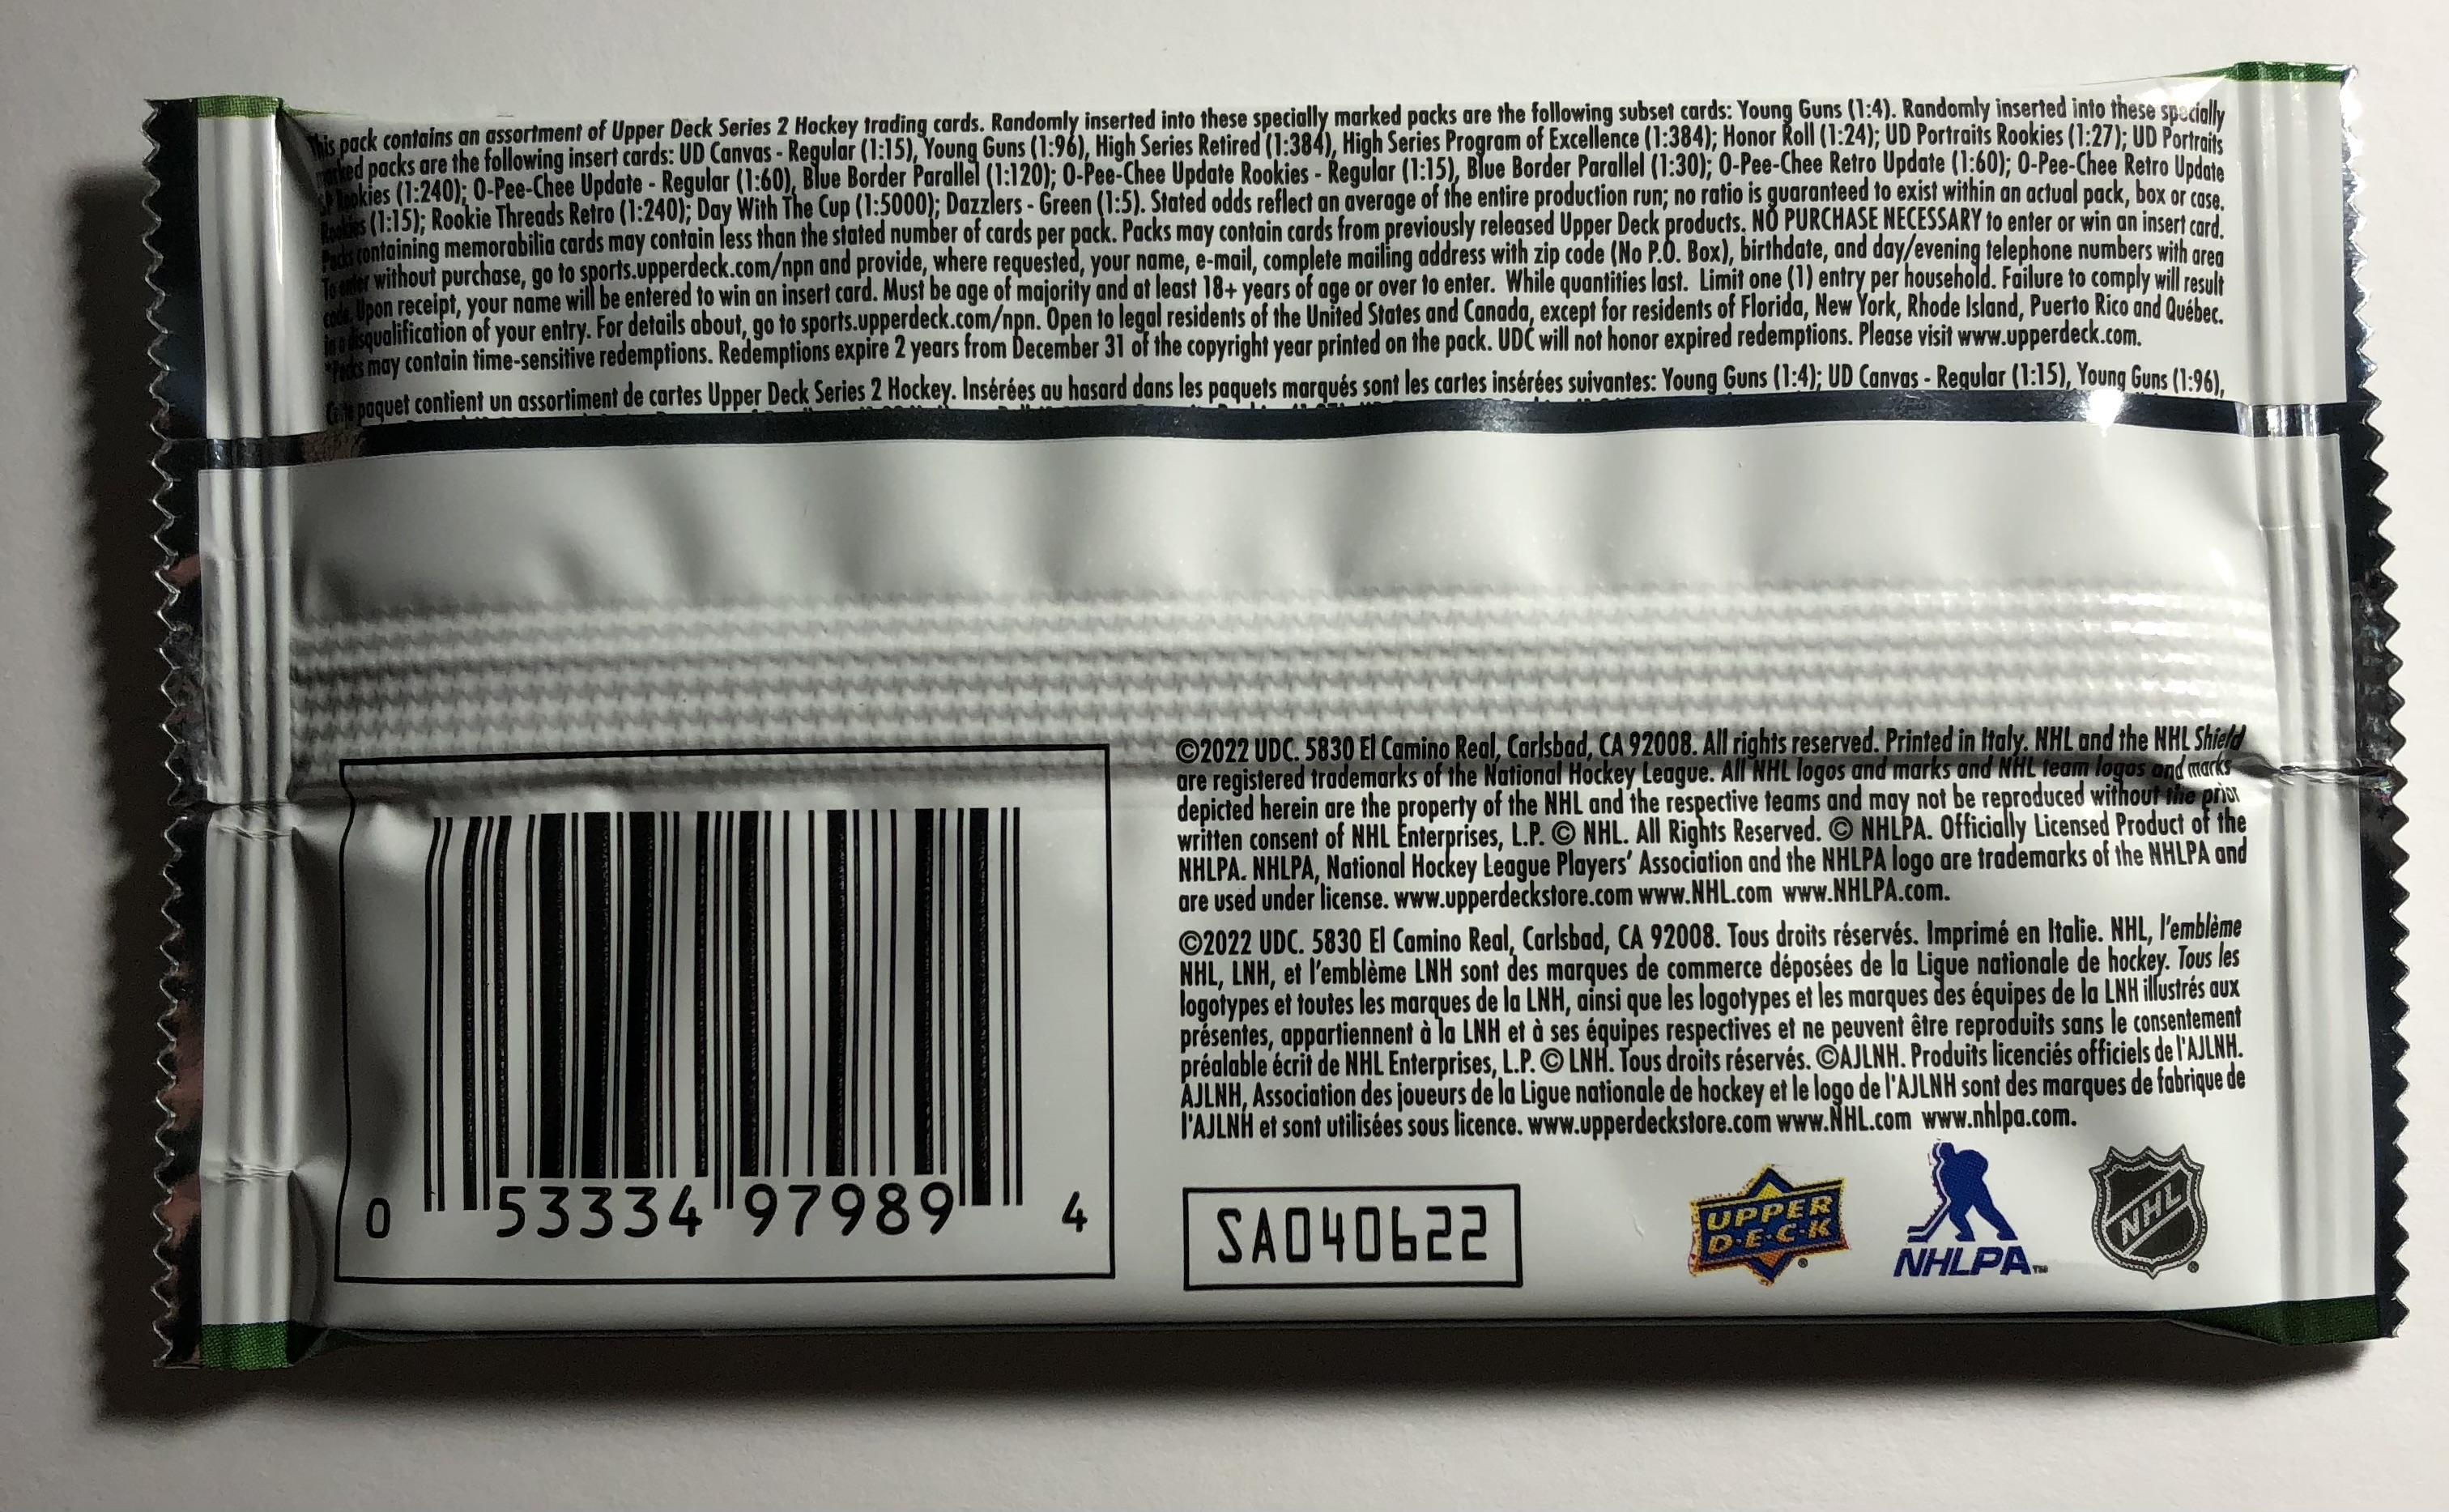 This pack contains an assortment of Upper Deck Series 2 Hockey trading cards. Randomly inserted into these specially marked packs are the following subset cards: Young Guns (1:4). Randomly inserted into these specially
marked packs are the following insert cards: UD Canvas - Regular (1:15), Young Guns (1:96), High Series Retired (1:384), High Series Program of Excellence (1:384); Honor Roll (1:24); UD Portraits Rookies (1:27); UD Portraits
SP Rookies (1:240); O-Pee-Chee Update - Regular (1:60), Blue Border Parallel (1:120); O-Pee-Chee Update Rookies - Regular (1:15), Blue Border Parallel (1:30); O-Pee-Chee Retro Update (1:60); O-Pee-Chee Retro Update
Rookies (1:15); Rookie Threads Retro (1:240); Day With The Cup (1:5000); Dazzlers - Green (1:5). Stated odds reflect an average of the entire production run; no ratio is guaranteed to exist within an actual pack, box or case.
Packs containing memorabilia cards may contain less than the stated number of cards per pack. Packs may contain cards from previously released Upper Deck products. NO PURCHASE NECESSARY to enter or win an insert card.
To enter without purchase, go to sports.upperdeck.com/npn and provide, where requested, your name, e-mail, complete mailing address with zip code (No P.O. Box), birthdate, and day/evening telephone numbers with area
code. Upon receipt, your name will be entered to win an insert card. Must be age of majority and at least 18+ years of age or over to enter. While quantities last. Limit one (1) entry per household. Failure to comply will result
in a disqualification of your entry. For details about, go to sports.upperdeck.com/npn. Open to legal residents of the United States and Canada, except for residents of Florida, New York, Rhode Island, Puerto Rico and Québec.
*Packs may contain time-sensitive redemptions. Redemptions expire 2 years from December 31 of the copyright year printed on the pack. UDC will not honor expired redemptions. Please visit www.upperdeck.com.
paquet contient un assortiment de cartes Upper Deck Series 2 Hockey. Insérées au hasard dans les paquets marqués sont les cartes insérées suivantes: Young Guns (1:4); UD Canvas - Regular (1:15), Young Guns (1:96),
©2022 UDC. 5830 El Camino Real, Carlsbad, CA 92008. All rights reserved. Printed in Italy. NHL and the NHL Shield
are registered trademarks of the National Hockey League. All NHL logos and marks and NHL team logos and marks
depicted herein are the property of the NHL and the respective teams and may not be reproduced without the prior
written consent of NHL Enterprises, L.P. © NHL. All Rights Reserved. © NHLPA. Officially Licensed Product of the
NHLPA. NHLPA, National Hockey League Players' Association and the NHLPA logo are trademarks of the NHLPA and
are used under license. www.upperdeckstore.com www.NHL.com www.NHLPA.com.
©2022 UDC. 5830 El Camino Real, Carlsbad, CA 92008. Tous droits réservés. Imprimé en Italie. NHL, l'emblème
NHL, LNH, et l'emblème LNH sont des marques de commerce déposées de la Ligue nationale de hockey. Tous les
logotypes et toutes les marques de la LNH, ainsi que les logotypes et les marques des équipes de la LNH illustrés aux
présentes, appartiennent à la LNH et à ses équipes respectives et ne peuvent être reproduits sans le consentement
préalable écrit de NHL Enterprises, L.P. © LNH. Tous droits réservés. ©AJLNH. Produits licenciés officiels de l'AJLNH.
AJLNH, Association des joueurs de la Ligue nationale de hockey et le logo de l'AJLNH sont des marques de fabrique de
l'AJLNH et sont utilisées sous licence. www.upperdeckstore.com www.NHL.com www.nhlpa.com.
0 53334 97989 4
SA040622
UPPER
D·E·C·K®
NHLPA™
NHL®